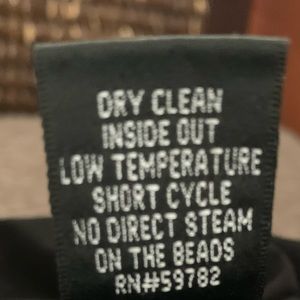 DRY CLEAN
INSIDE OUT
LOW TEMPERATURE
SHORT CYCLE
NO DIRECT STEAM
ON THE BEADS
RN#59782